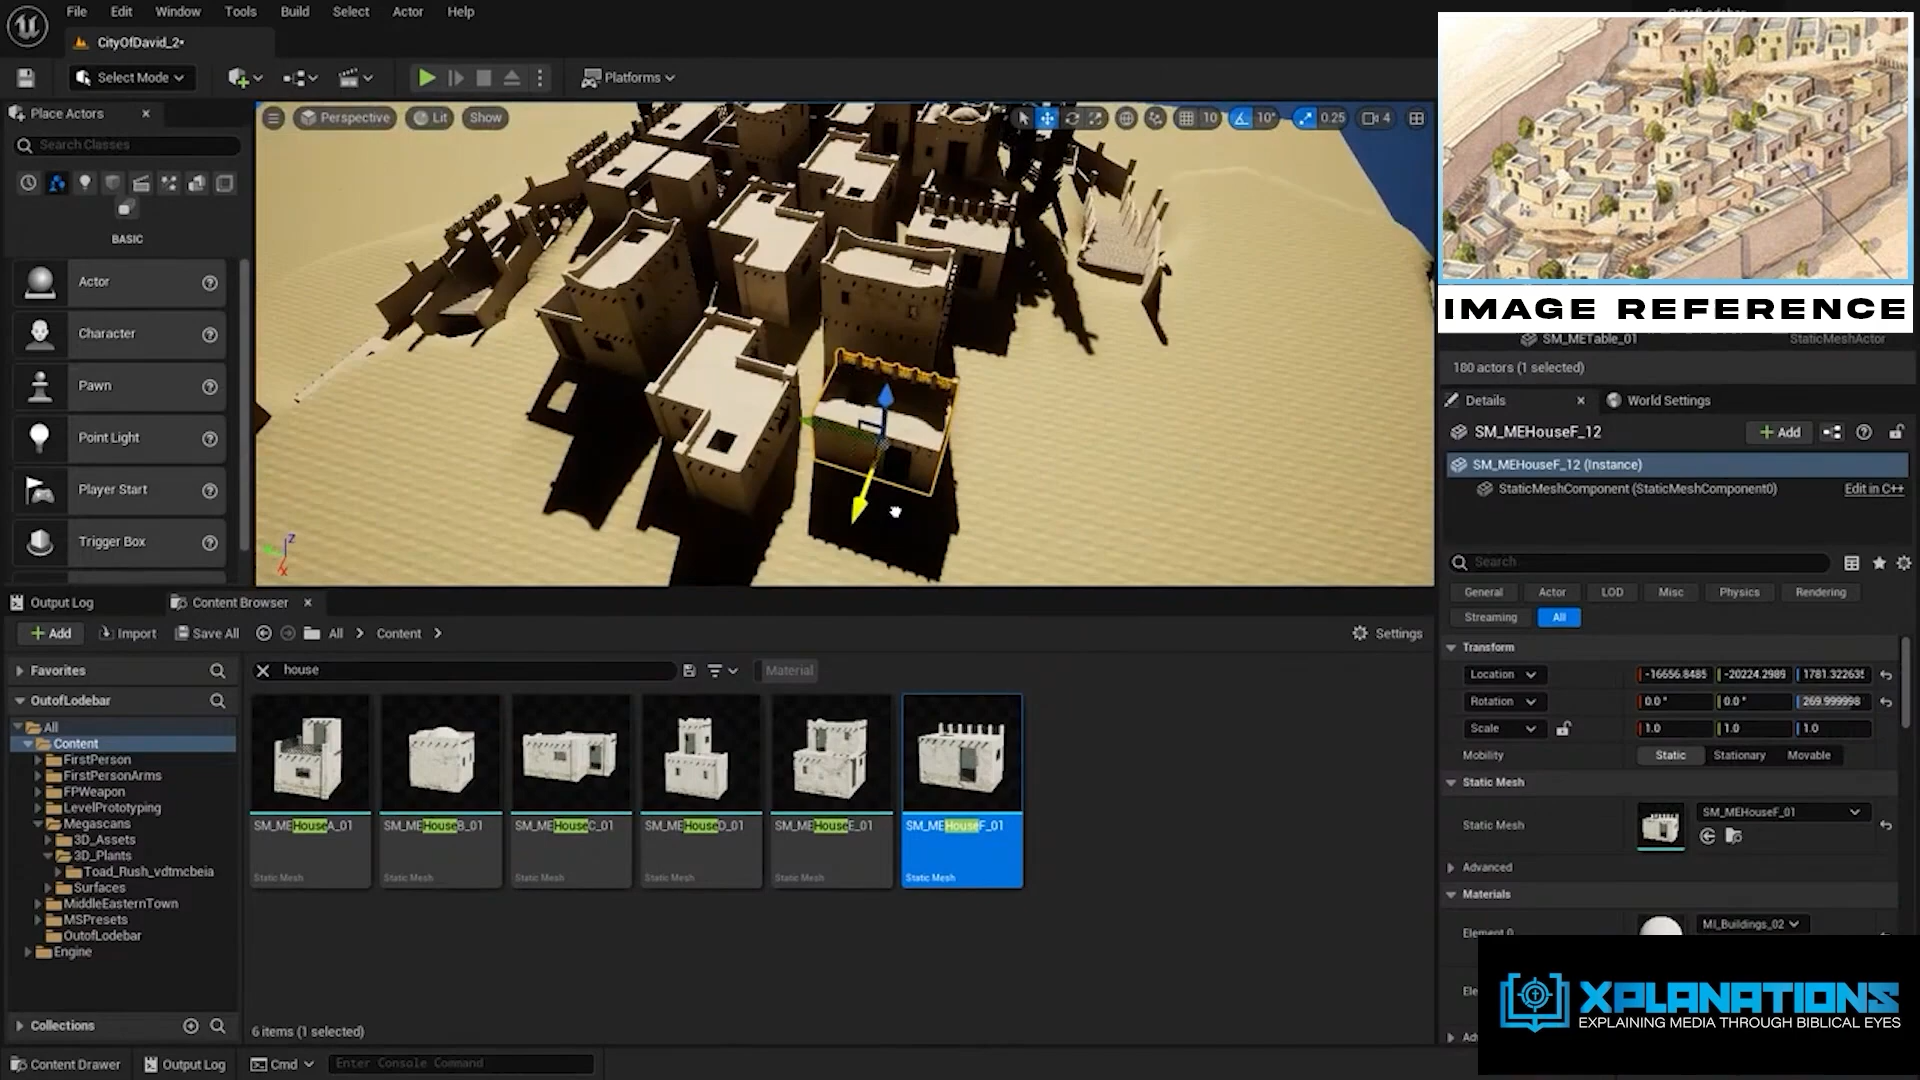 File Edit Window Tools Build Select Actor Help
CityOfDavid_2•
Select Mode
Platforms
Place Actors
Search Classes
BASIC
Actor
Character
Pawn
Point Light
Player Start
Trigger Box
Perspective Lit Show
10 10° 0.25 4
IMAGE REFERENCE
SM_METable_01 StaticMeshActor
180 actors (1 selected)
Details World Settings
SM_MEHouseF_12 Add
SM_MEHouseF_12 (Instance)
StaticMeshComponent (StaticMeshComponent0) Edit in C++
Search
General Actor LOD Misc Physics Rendering
Streaming All
Transform
Location -16656.8485 -20224.2989
Rotation 0.0° 0.0° 269.999998
Scale 1.0 1.0 1.0
Mobility Static Stationary Movable
Static Mesh
Static Mesh SM_MEHouseF_01
Advanced
Materials
Element 0 MI_Buildings_02
Output Log Content Browser
Add Import Save All All Content Settings
Favorites
OutofLodebar
All
Content
FirstPerson
FirstPersonArms
FPWeapon
LevelPrototyping
Megascans
3D_Assets
3D_Plants
Toad_Rush_vdtmcbeia
Surfaces
MiddleEasternTown
MSPresets
OutofLodebar
Engine
Collections
house Material
SM_MEHouseA_01 SM_MEHouseB_01 SM_MEHouseC_01 SM_MEHouseD_01 SM_MEHouseE_01 SM_MEHouseF_01
Static Mesh Static Mesh Static Mesh Static Mesh Static Mesh Static Mesh
6 items (1 selected)
XPLANATIONS
EXPLAINING MEDIA THROUGH BIBLICAL EYES
Content Drawer Output Log Cmd Enter Console Command